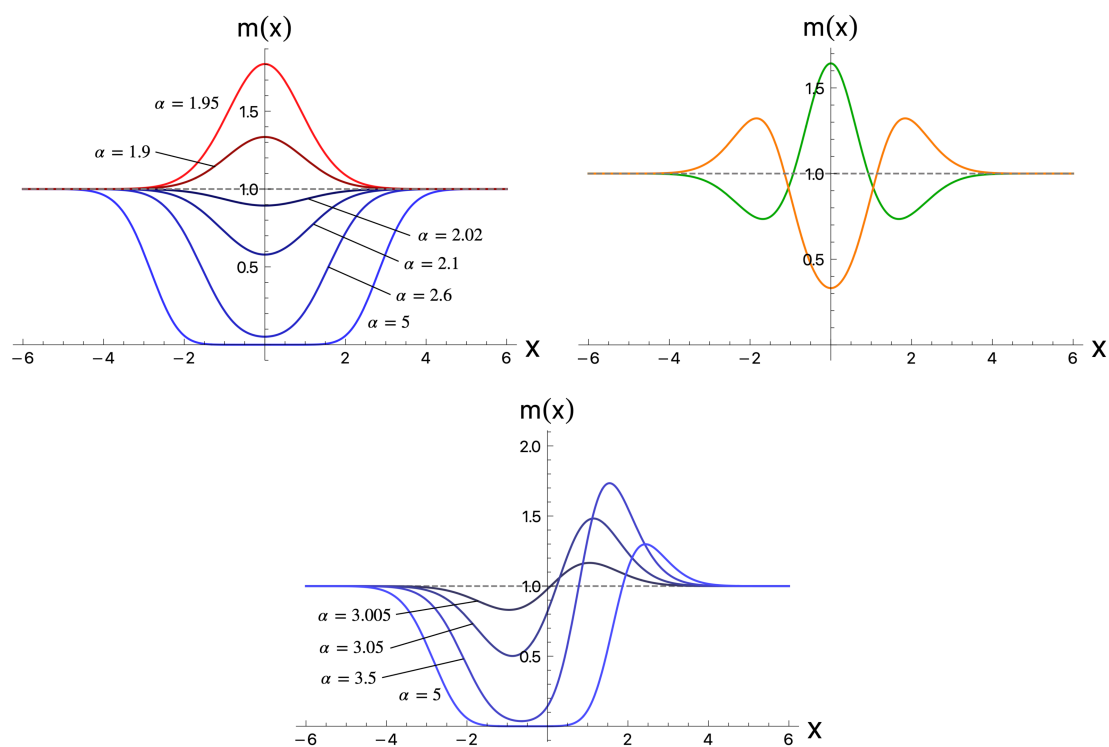 m(x)
α = 1.95
1.5
α = 1.9
1.0
α = 2.02
α = 2.1
0.5
α = 2.6
α = 5
−6 −4 −2 2 4 6 x
m(x)
1.5
1.0
0.5
−6 −4 −2 2 4 6 x
m(x)
2.0
1.5
1.0
α = 3.005
α = 3.05
0.5
α = 3.5
α = 5
−6 −4 −2 2 4 6 x